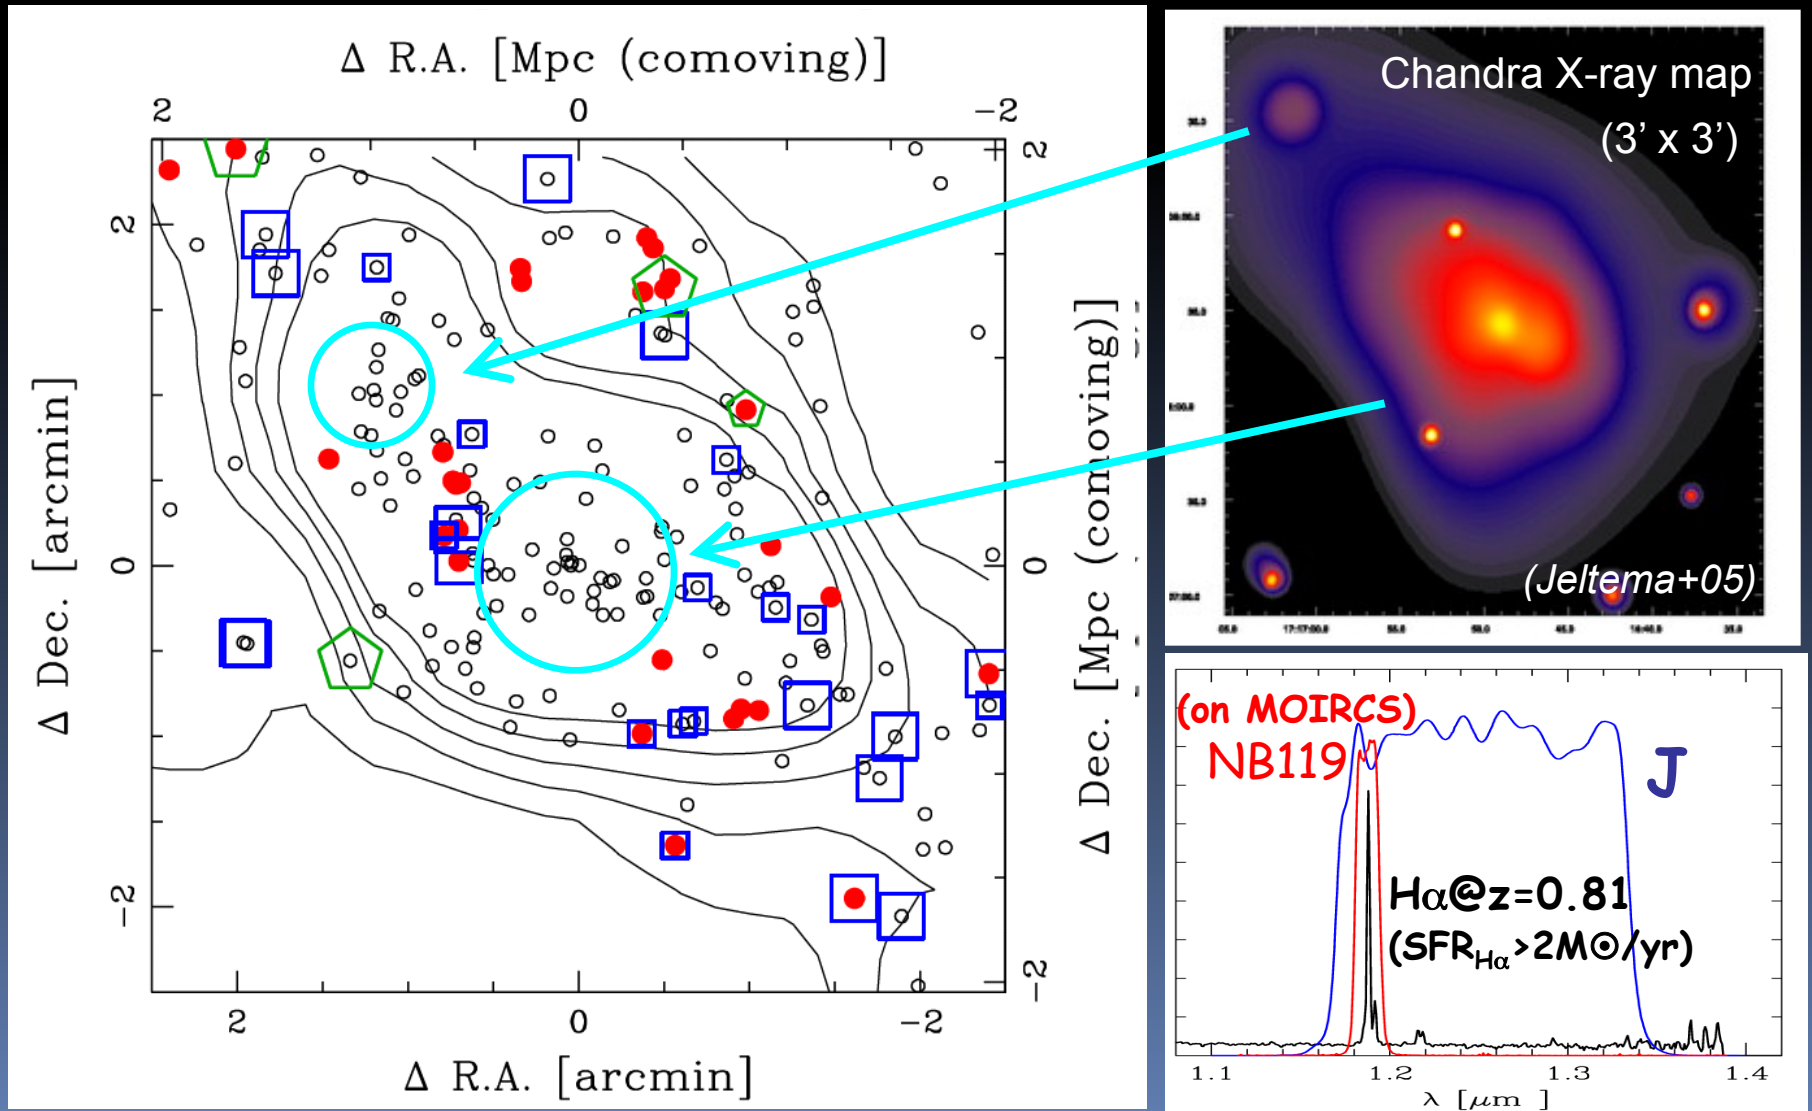 Δ R.A. [Mpc (comoving)]
2 0 -2
Δ Dec. [arcmin]
2
0
-2
2
0
-2
Δ Dec. [Mpc (comoving)]
2 0 -2
Δ R.A. [arcmin]
Chandra X-ray map
(3’ x 3’)
(Jeltema+05)
(on MOIRCS)
NB119
J
Hα@z=0.81
(SFRHα>2M⊙/yr)
1.1 1.2 1.3 1.4
λ [μm ]